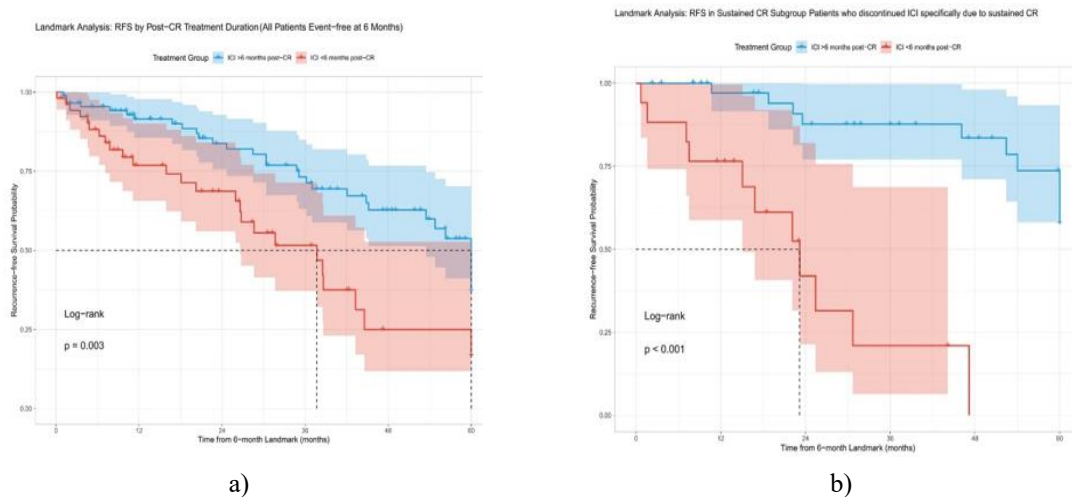 Landmark Analysis: RFS by Post−CR Treatment Duration(All Patients Event−free at 6 Months)
Treatment Group ICI >6 months post−CR ICI <6 months post−CR
1.00
0.75
0.50
0.25
0.00
Recurrence−free Survival Probability
Log−rank
p = 0.003
0 12 24 36 48 60
Time from 6−month Landmark (months)
a)
Landmark Analysis: RFS in Sustained CR Subgroup Patients who discontinued ICI specifically due to sustained CR
Treatment Group ICI >6 months post−CR ICI <6 months post−CR
1.00
0.75
0.50
0.25
0.00
Recurrence−free Survival Probability
Log−rank
p < 0.001
0 12 24 36 48 60
Time from 6−month Landmark (months)
b)